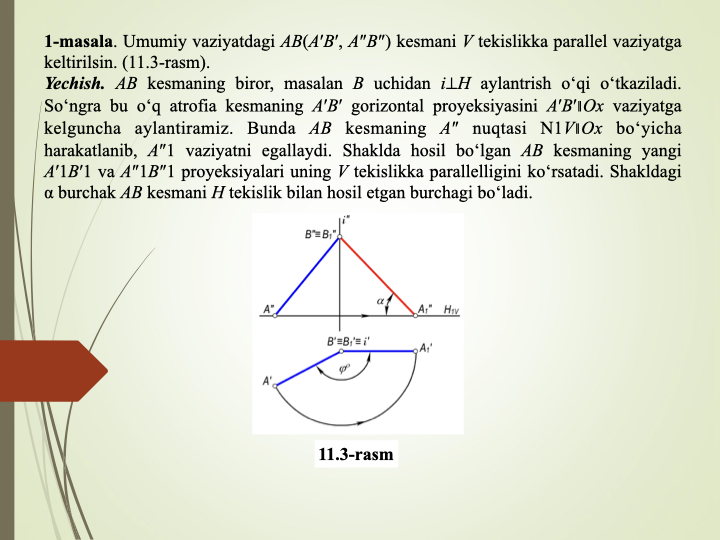 1-masala. Umumiy vaziyatdagi AB(A'B', A"B") kesmani V tekislikka parallel vaziyatga
keltirilsin. (11.3-rasm).
Yechish. AB kesmaning biror, masalan B uchidan i⊥H aylantrish o‘qi o‘tkaziladi.
So‘ngra bu o‘q atrofia kesmaning A'B' gorizontal proyeksiyasini A'B'∥Ox vaziyatga
kelguncha aylantiramiz. Bunda AB kesmaning A" nuqtasi N1V∥Ox bo‘yicha
harakatlanib, A"1 vaziyatni egallaydi. Shaklda hosil bo‘lgan AB kesmaning yangi
A'1B'1 va A"1B"1 proyeksiyalari uning V tekislikka parallelligini ko‘rsatadi. Shakldagi
α burchak AB kesmani H tekislik bilan hosil etgan burchagi bo‘ladi.
i"
B"≡B₁"
α
A"
A₁"
H₁v
B'≡B₁'≡i'
A₁'
φ°
A'
11.3-rasm